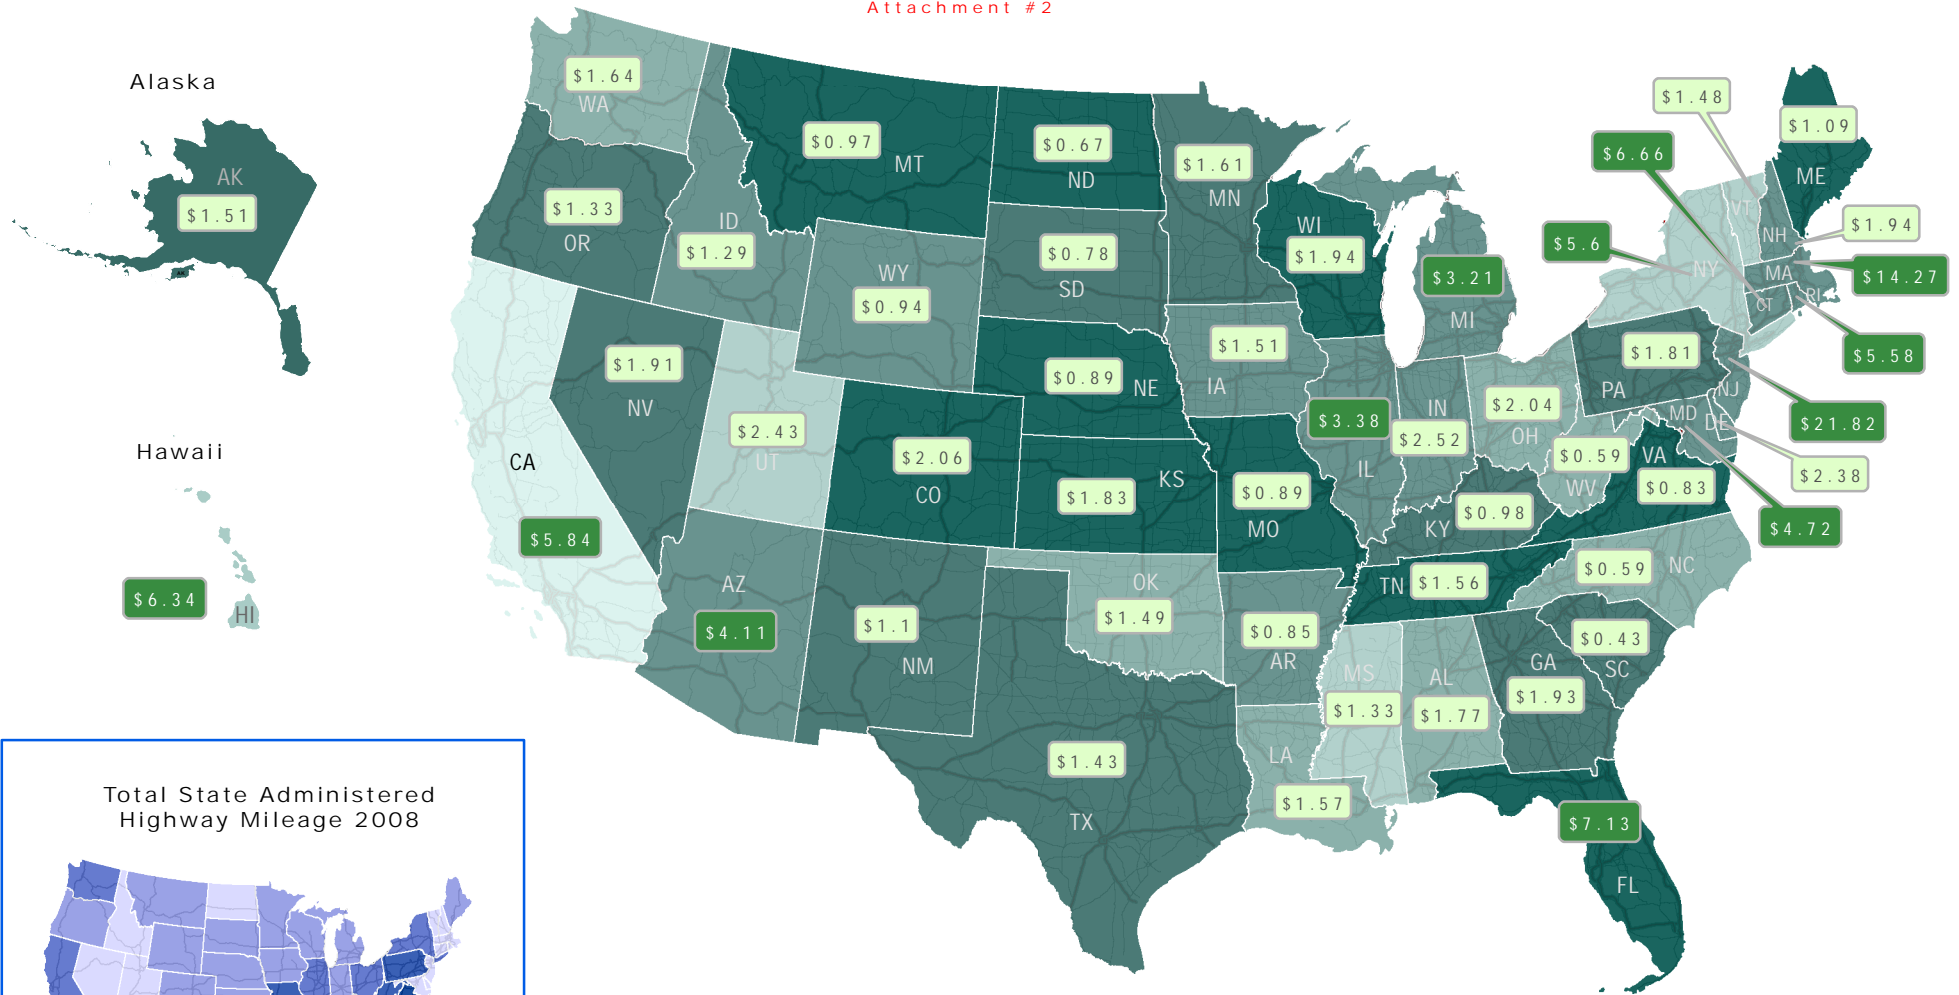 Attachment #2
Alaska
AK
$1.51
Hawaii
$6.34
HI
$1.64
WA
$1.33
OR
ID
$1.29
$0.97
MT
$0.67
ND
$1.61
MN
WI
$1.94
$3.21
MI
$1.48
VT
$6.66
$5.6
NY
$1.09
ME
NH
$1.94
MA
$14.27
CT
RI
$5.58
WY
$0.94
$0.78
SD
$1.51
IA
$0.89
NE
$1.91
NV
$2.43
UT
CA
$5.84
$2.06
CO
KS
$1.83
$0.89
MO
$3.38
IL
IN
$2.52
$2.04
OH
$1.81
PA
NJ
$21.82
MD
DE
$2.38
$4.72
$0.59
WV
VA
$0.83
KY
$0.98
TN
$1.56
$0.59
NC
$0.43
SC
GA
$1.93
AZ
$4.11
$1.1
NM
OK
$1.49
$0.85
AR
MS
$1.33
AL
$1.77
LA
$1.57
$1.43
TX
$7.13
FL
Total State Administered
Highway Mileage 2008